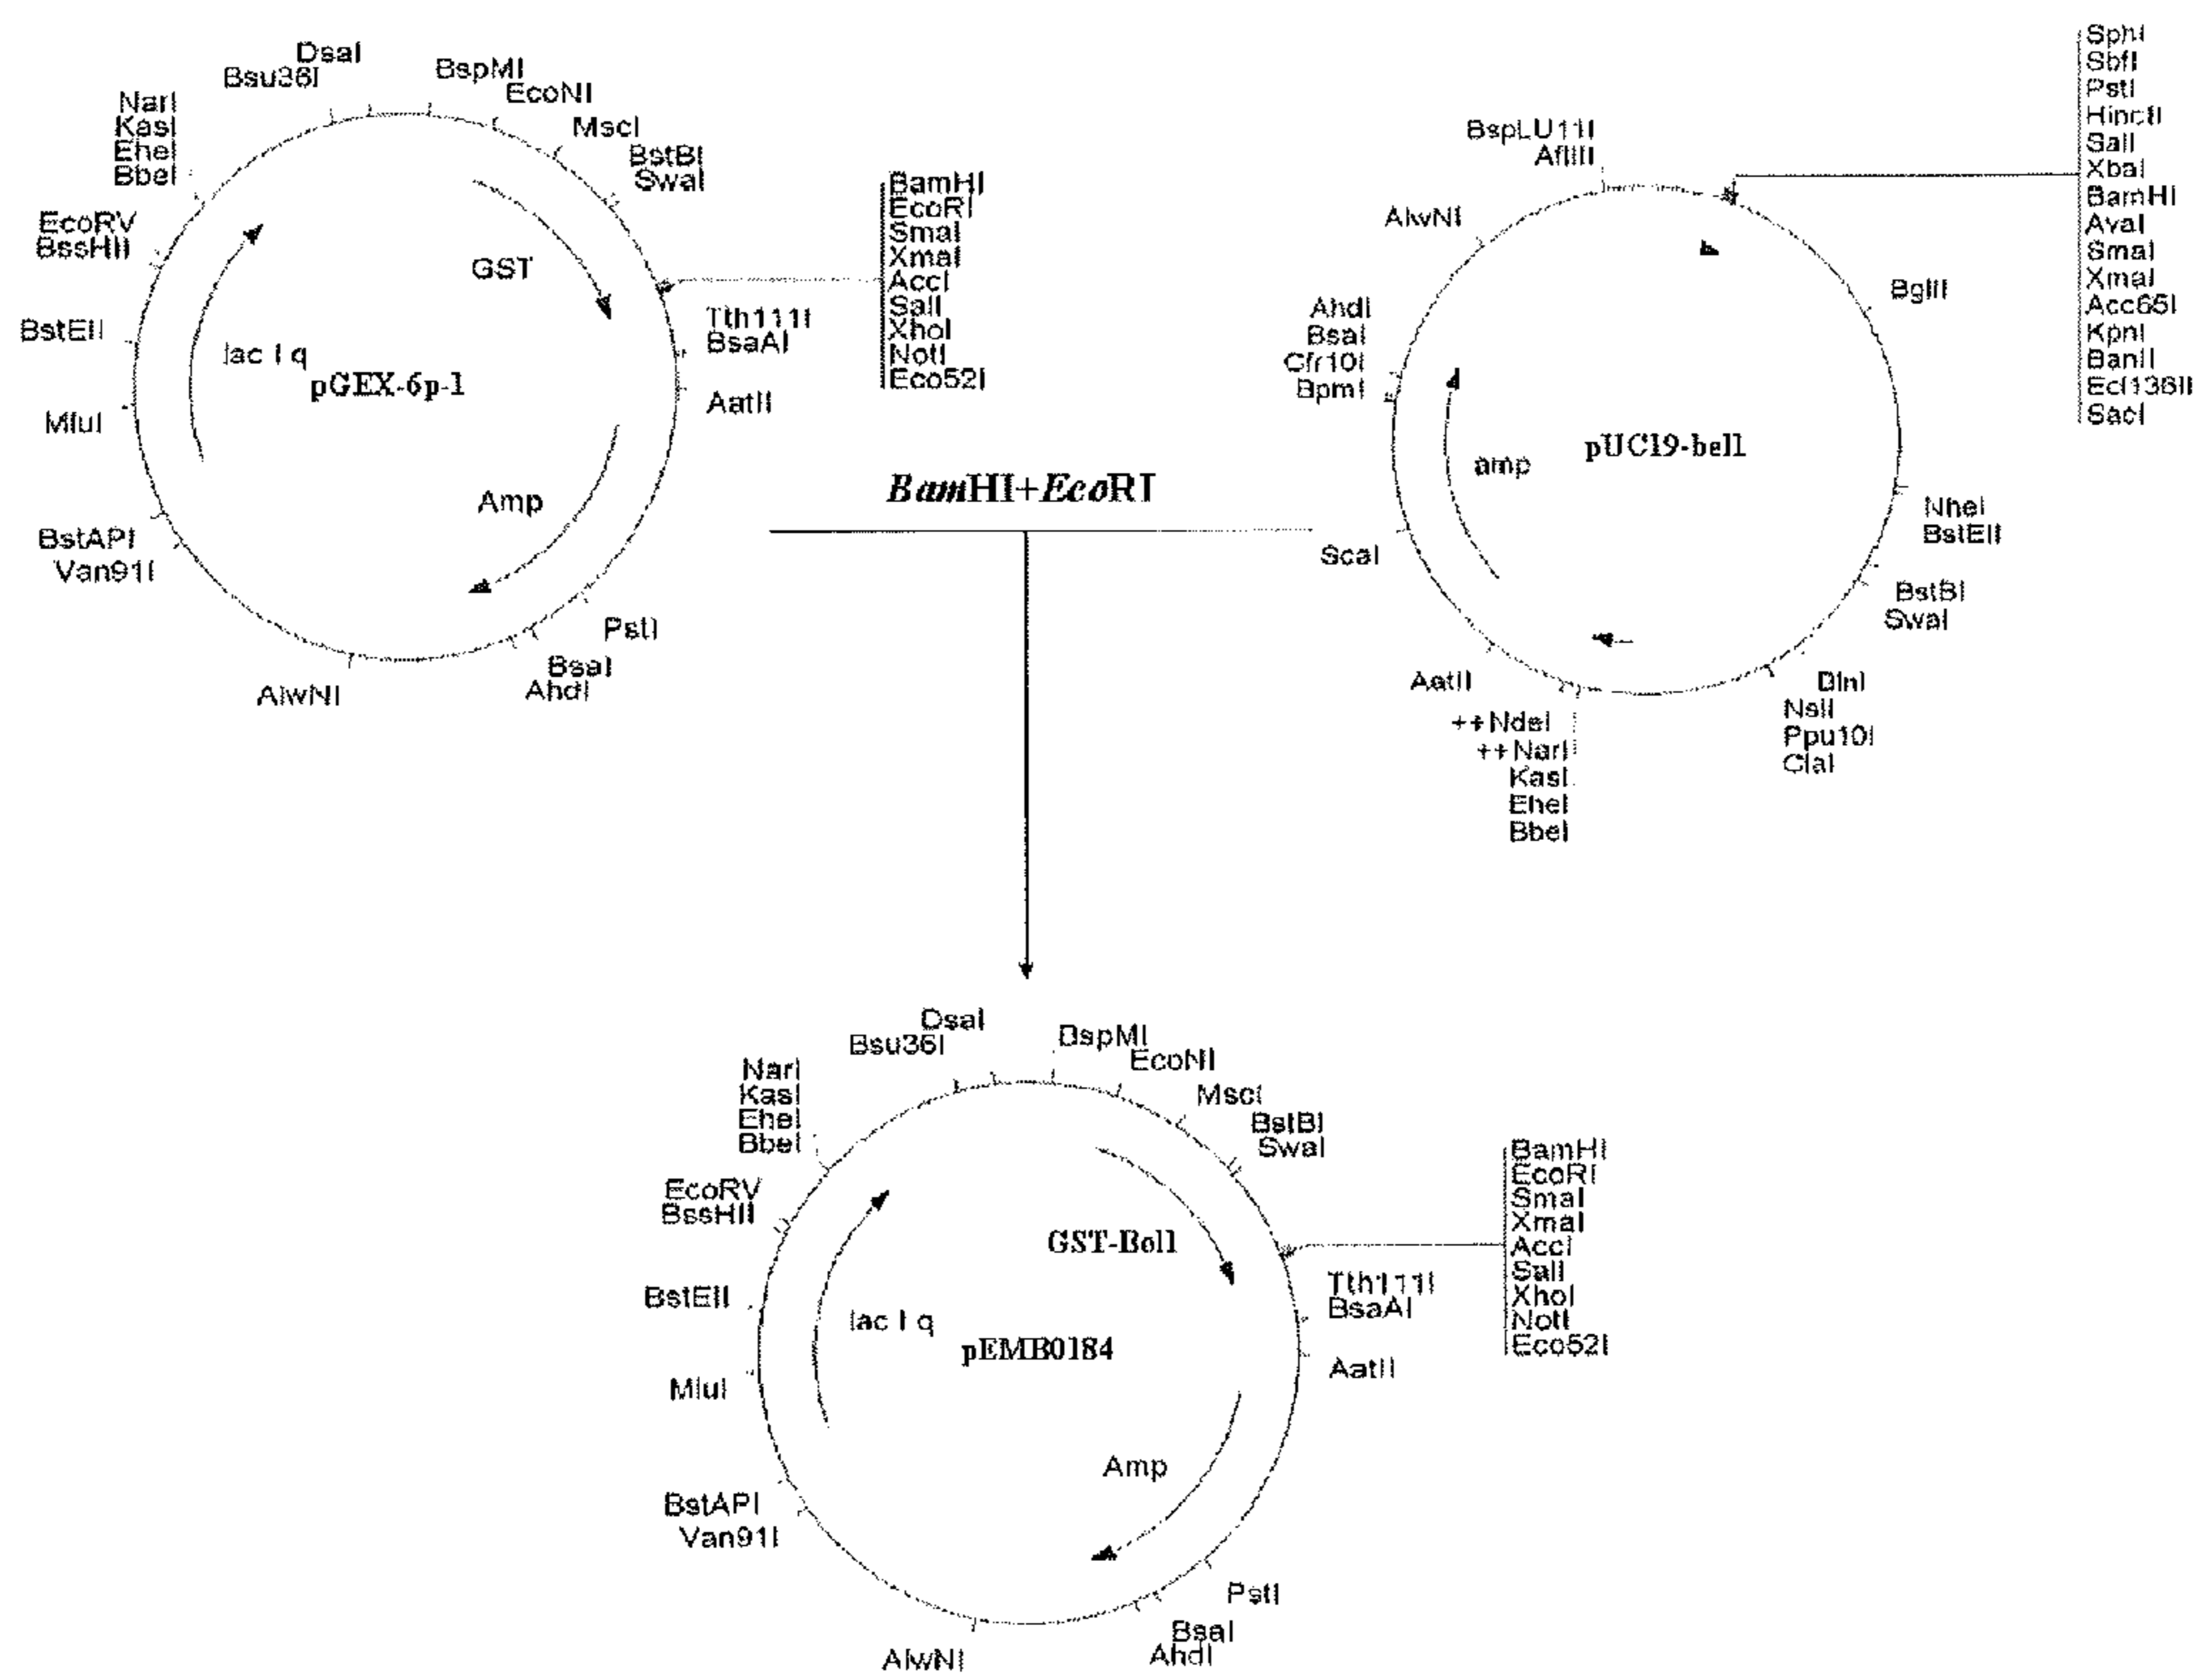 DsaI
Bsu36I
BspMI
EcoNI
NarI
KasI
EheI
BbeI
MscI
BstBI
SwaI
EcoRV
BssHII
GST
BamHI
EcoRI
SmaI
XmaI
AccI
SalI
XhoI
NotI
Eco52I
BstEII
lac I q
pGEX-6p-1
Tth111I
BsaAI
AatII
MluI
Amp
BstAPI
Van91I
PstI
BsaI
AhdI
AlwNI
BamHI+EcoRI
SphI
SbfI
PstI
HincII
SalI
XbaI
BamHI
AvaI
SmaI
XmaI
Acc65I
KpnI
BanII
Ecl136II
SacI
BspLU11I
AflIII
AlwNI
BglII
AhdI
BsaI
Cfr10I
BpmI
amp
pUC19-bell
NheI
BstEII
ScaI
BstBI
SwaI
AatII
BlnI
NsiI
Ppu10I
ClaI
++NdeI
++NarI
KasI
EheI
BbeI
DsaI
Bsu36I
BspMI
EcoNI
NarI
KasI
EheI
BbeI
MscI
BstBI
SwaI
EcoRV
BssHII
GST-Bell
BamHI
EcoRI
SmaI
XmaI
AccI
SalI
XhoI
NotI
Eco52I
BstEII
lac I q
pEMB0184
Tth111I
BsaAI
AatII
MluI
Amp
BstAPI
Van91I
PstI
BsaI
AhdI
AlwNI